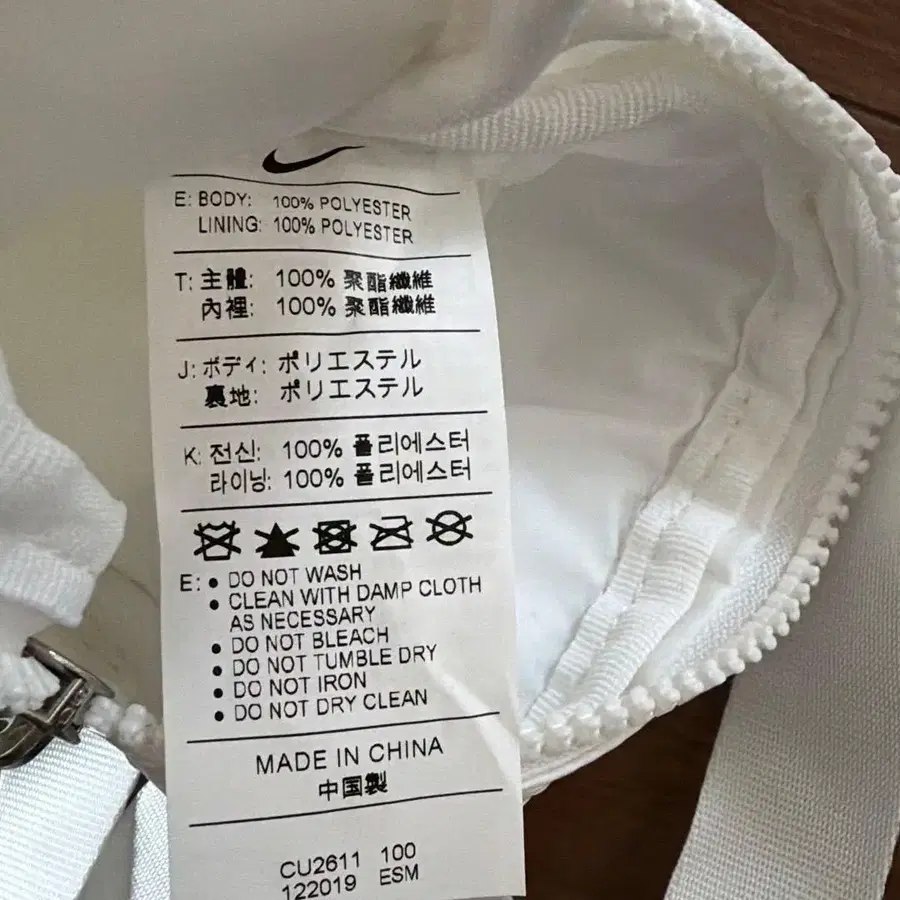 E: BODY: 100% POLYESTER
LINING: 100% POLYESTER
T: 主體: 100% 聚酯纖維
內裡: 100% 聚酯纖維
J: ボディ: ポリエステル
裏地: ポリエステル
K: 전신: 100% 폴리에스터
라이닝: 100% 폴리에스터
E: • DO NOT WASH
• CLEAN WITH DAMP CLOTH
AS NECESSARY
• DO NOT BLEACH
• DO NOT TUMBLE DRY
• DO NOT IRON
• DO NOT DRY CLEAN
MADE IN CHINA
中国製
CU2611 100
122019 ESM